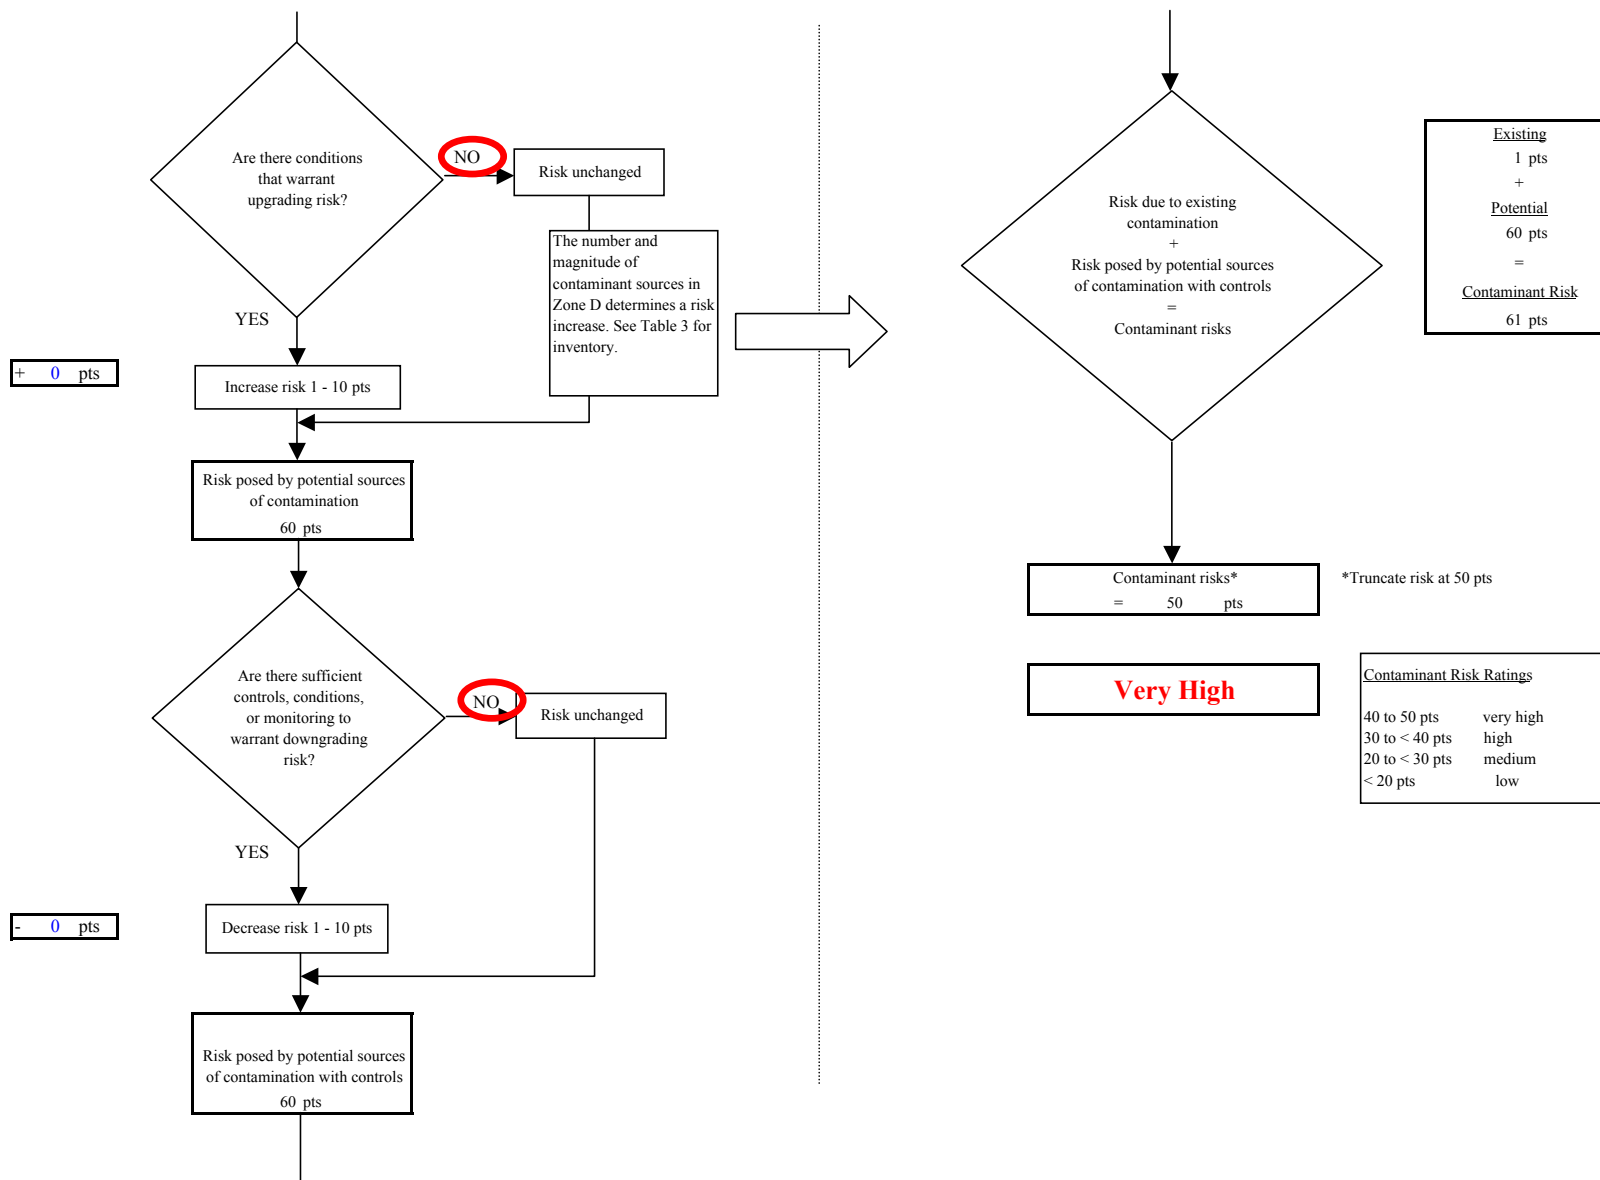 Are there conditions
that warrant
upgrading risk?
NO
Risk unchanged
The number and
magnitude of
contaminant sources in
Zone D determines a risk
increase. See Table 3 for
inventory.
YES
+ 0 pts
Increase risk 1 - 10 pts
Risk posed by potential sources
of contamination
60 pts
Are there sufficient
controls, conditions,
or monitoring to
warrant downgrading
risk?
NO
Risk unchanged
YES
- 0 pts
Decrease risk 1 - 10 pts
Risk posed by potential sources
of contamination with controls
60 pts
Risk due to existing
contamination
+
Risk posed by potential sources
of contamination with controls
=
Contaminant risks
Existing
1 pts
+
Potential
60 pts
=
Contaminant Risk
61 pts
Contaminant risks*
= 50 pts
*Truncate risk at 50 pts
Very High
Contaminant Risk Ratings
40 to 50 pts very high
30 to < 40 pts high
20 to < 30 pts medium
< 20 pts low